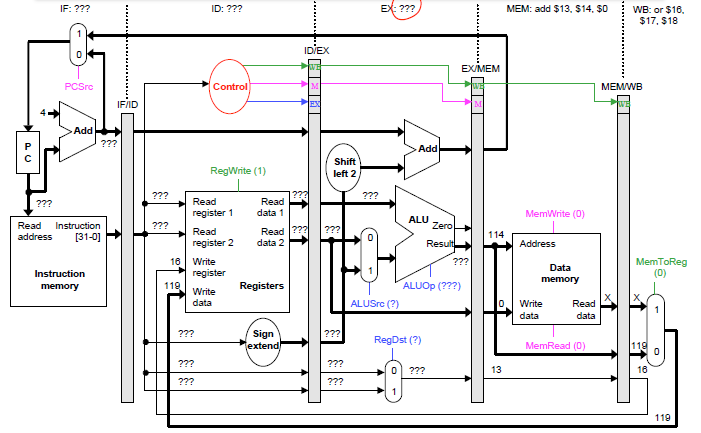 IF: ???
ID: ???
EX: ???
MEM: add $13, $14, $0
WB: or $16,
$17, $18
1
0
PCSrc
4
Add
P
C
???
???
IF/ID
Control
ID/EX
WB
M
EX
EX/MEM
WB
M
MEM/WB
WB
Add
Shift
left 2
RegWrite (1)
Read
address
Instruction
[31-0]
Instruction
memory
???
???
16
119
Read
register 1
Read
data 1
Read
register 2
Read
data 2
Write
register
Write
data
Registers
???
???
???
???
0
1
ALUSrc (?)
ALU
Zero
Result
???
ALUOp (???)
114
MemWrite (0)
Address
Data
memory
Write
data
Read
data
0
MemRead (0)
X
X
MemToReg
(0)
1
0
119
16
???
Sign
extend
???
RegDst (?)
???
???
???
???
0
1
???
13
119